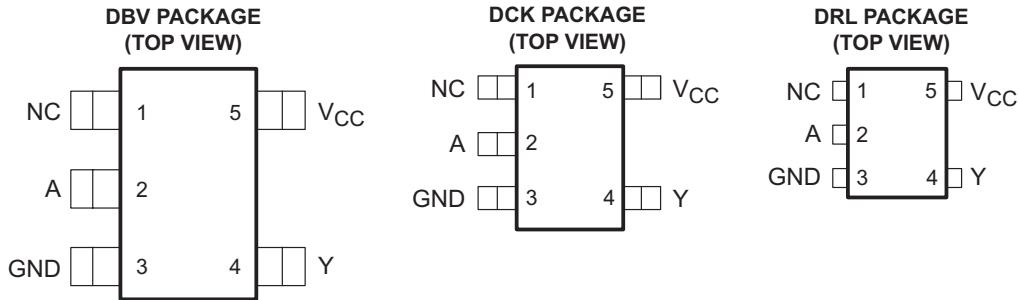 DBV PACKAGE
(TOP VIEW)
NC 1 5 VCC
A 2
GND 3 4 Y
DCK PACKAGE
(TOP VIEW)
NC 1 5 VCC
A 2
GND 3 4 Y
DRL PACKAGE
(TOP VIEW)
NC 1 5 VCC
A 2
GND 3 4 Y